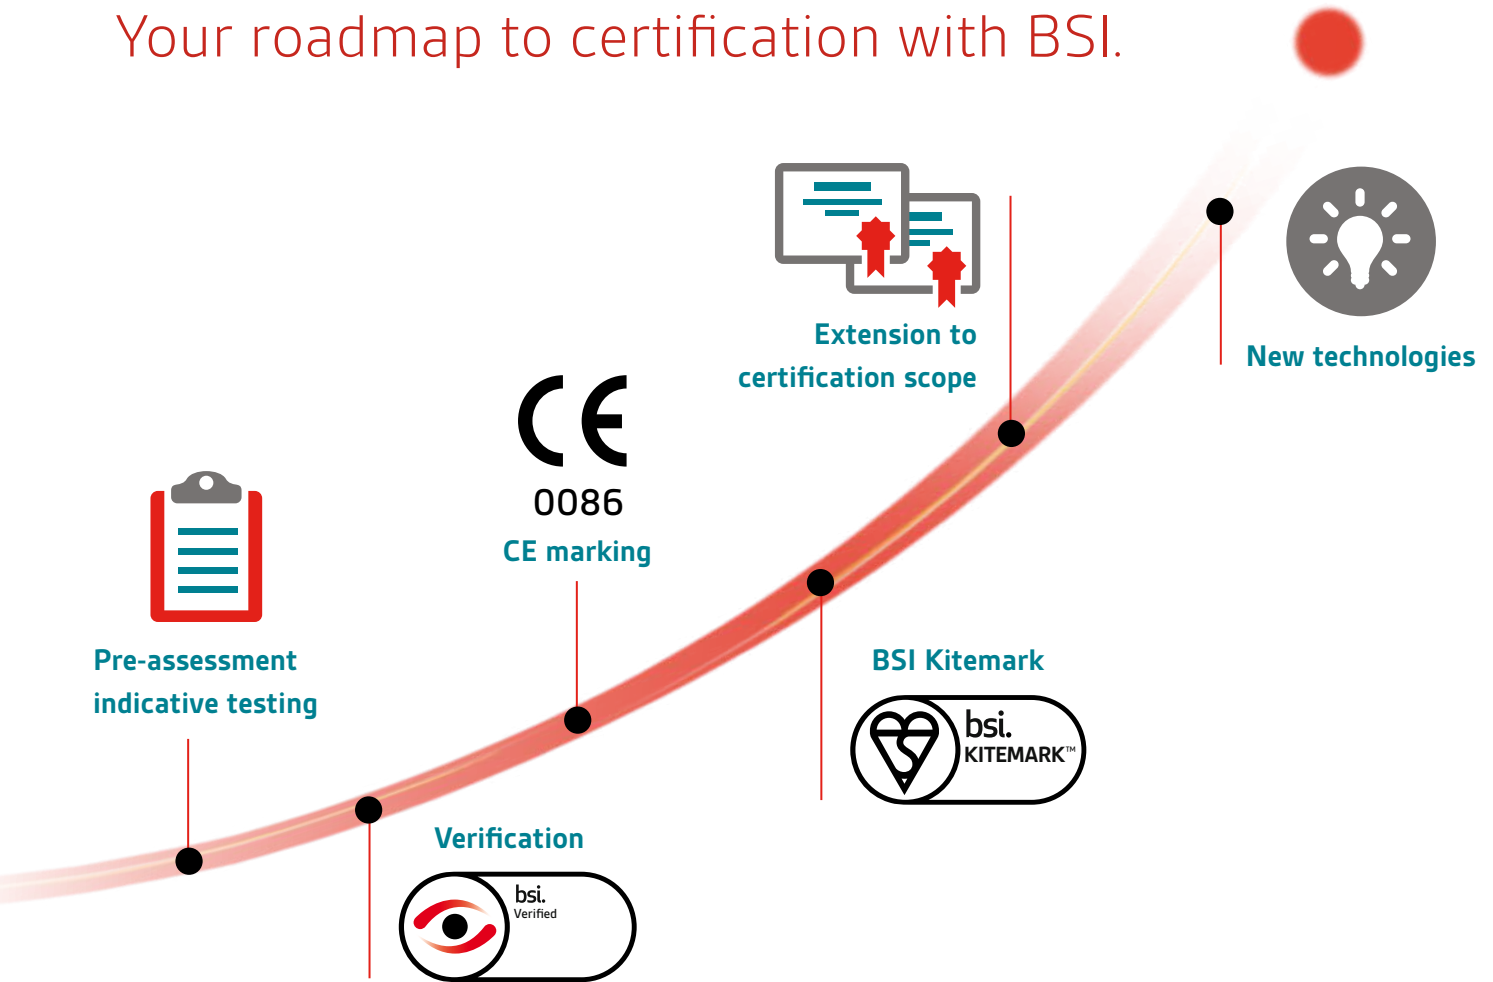 Your roadmap to certification with BSI.
Extension to
certification scope
New technologies
CE
0086
CE marking
Pre-assessment
indicative testing
BSI Kitemark
bsi.
KITEMARK™
Verification
bsi.
Verified